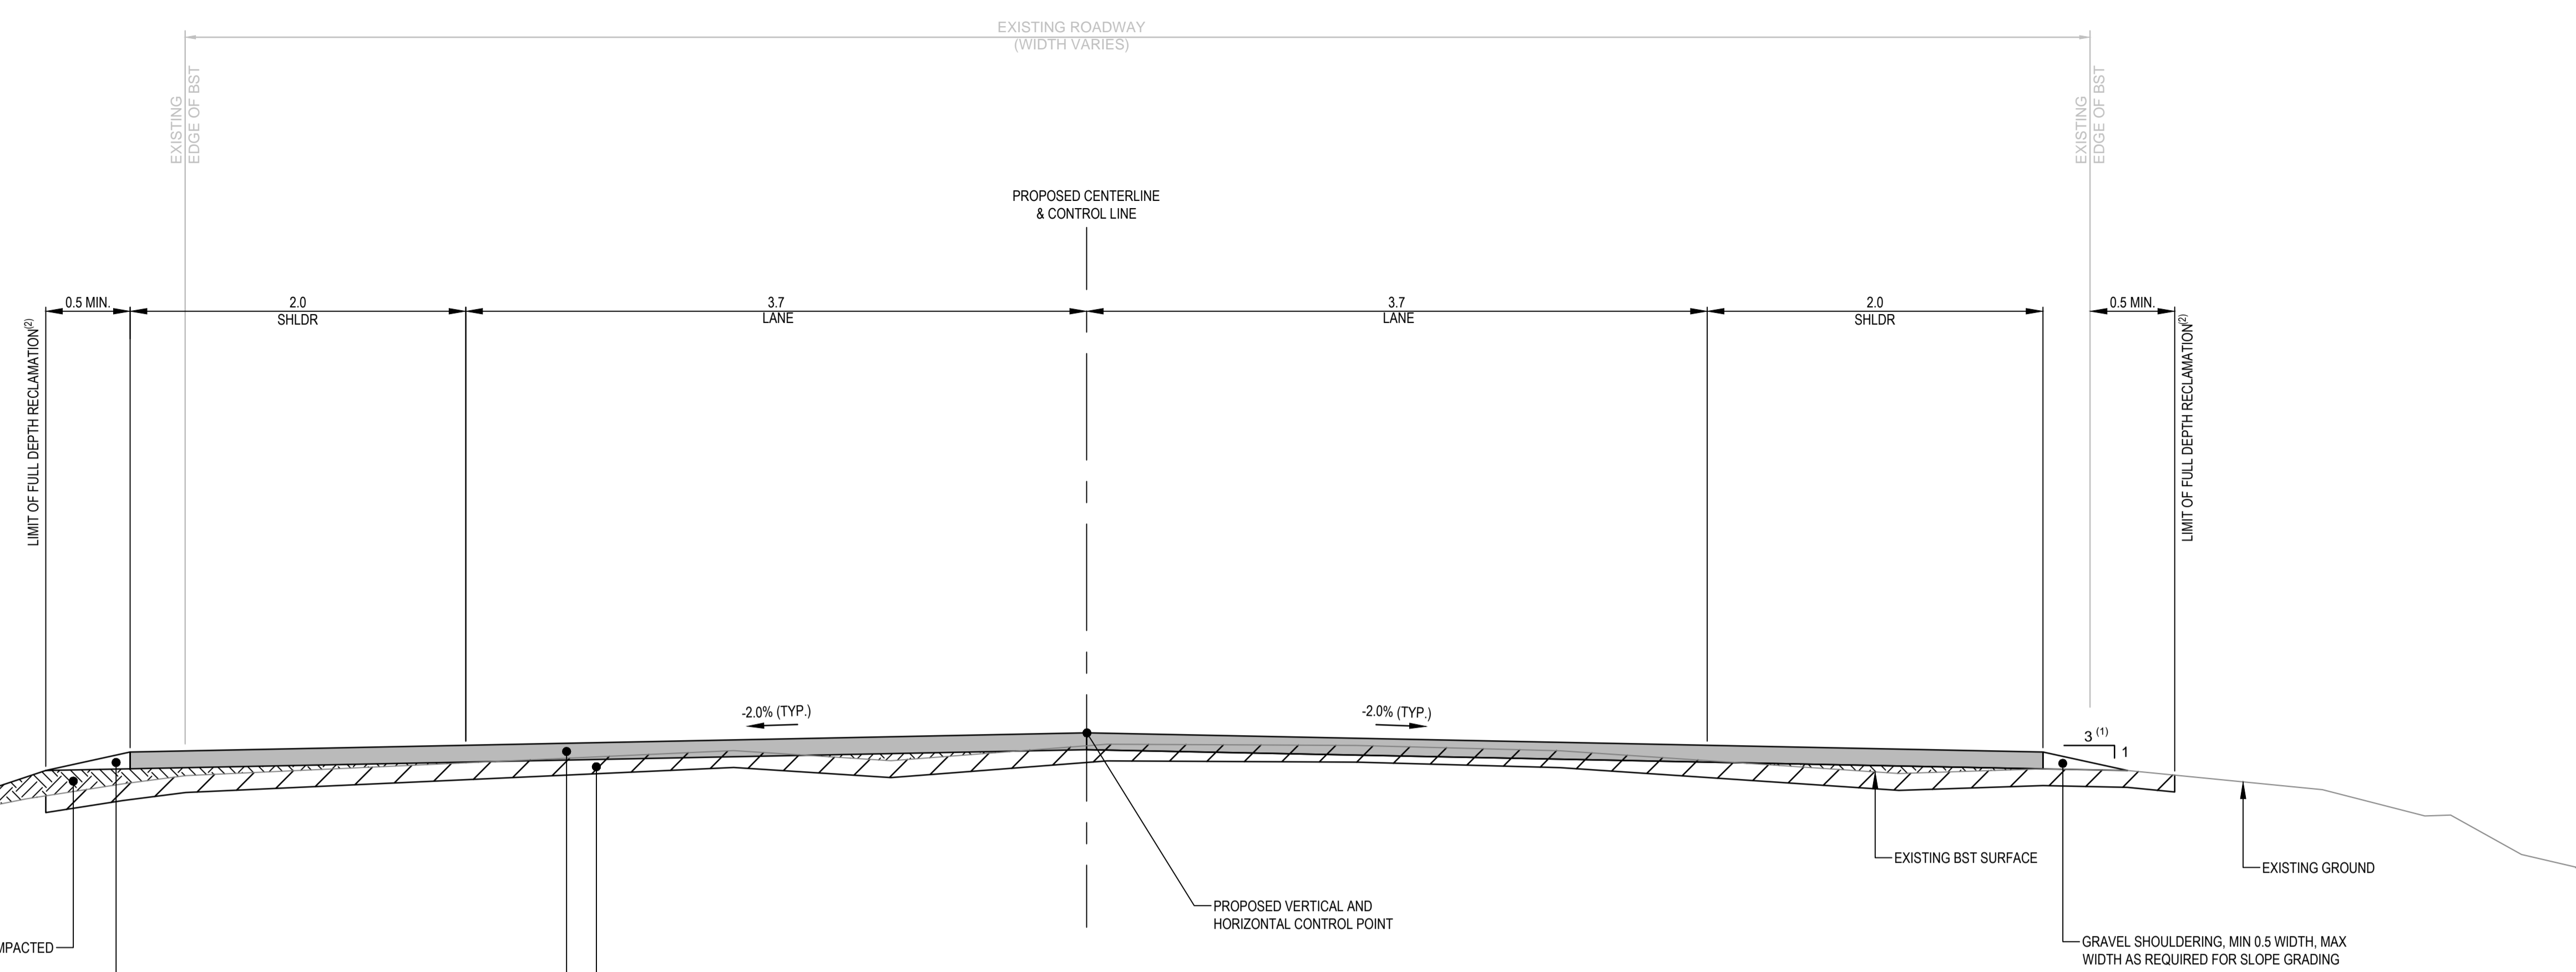 EXISTING ROADWAY
(WIDTH VARIES)
EXISTING
EDGE OF BST
EXISTING
EDGE OF BST
PROPOSED CENTERLINE
& CONTROL LINE
0.5 MIN.
2.0
SHLDR
3.7
LANE
3.7
LANE
2.0
SHLDR
0.5 MIN.
LIMIT OF FULL DEPTH RECLAMATION(2)
LIMIT OF FULL DEPTH RECLAMATION(2)
-2.0% (TYP.)
-2.0% (TYP.)
3 (1)
1
EXISTING BST SURFACE
EXISTING GROUND
PROPOSED VERTICAL AND
HORIZONTAL CONTROL POINT
MPACTED
GRAVEL SHOULDERING, MIN 0.5 WIDTH, MAX
WIDTH AS REQUIRED FOR SLOPE GRADING